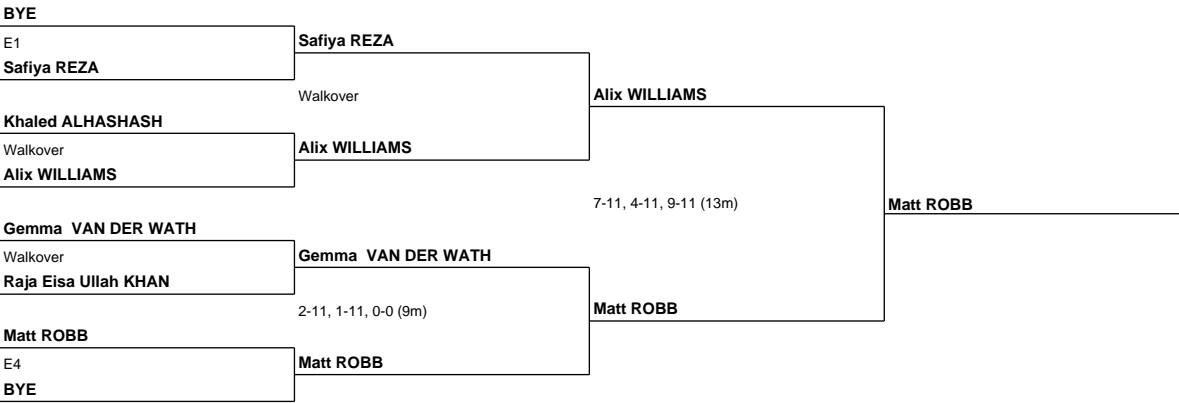 BYE
E1
Safiya REZA
Safiya REZA
Walkover
Alix WILLIAMS
Khaled ALHASHASH
Walkover
Alix WILLIAMS
Alix WILLIAMS
7-11, 4-11, 9-11 (13m)
Matt ROBB
Gemma  VAN DER WATH
Walkover
Gemma  VAN DER WATH
Raja Eisa Ullah KHAN
2-11, 1-11, 0-0 (9m)
Matt ROBB
Matt ROBB
E4
Matt ROBB
BYE